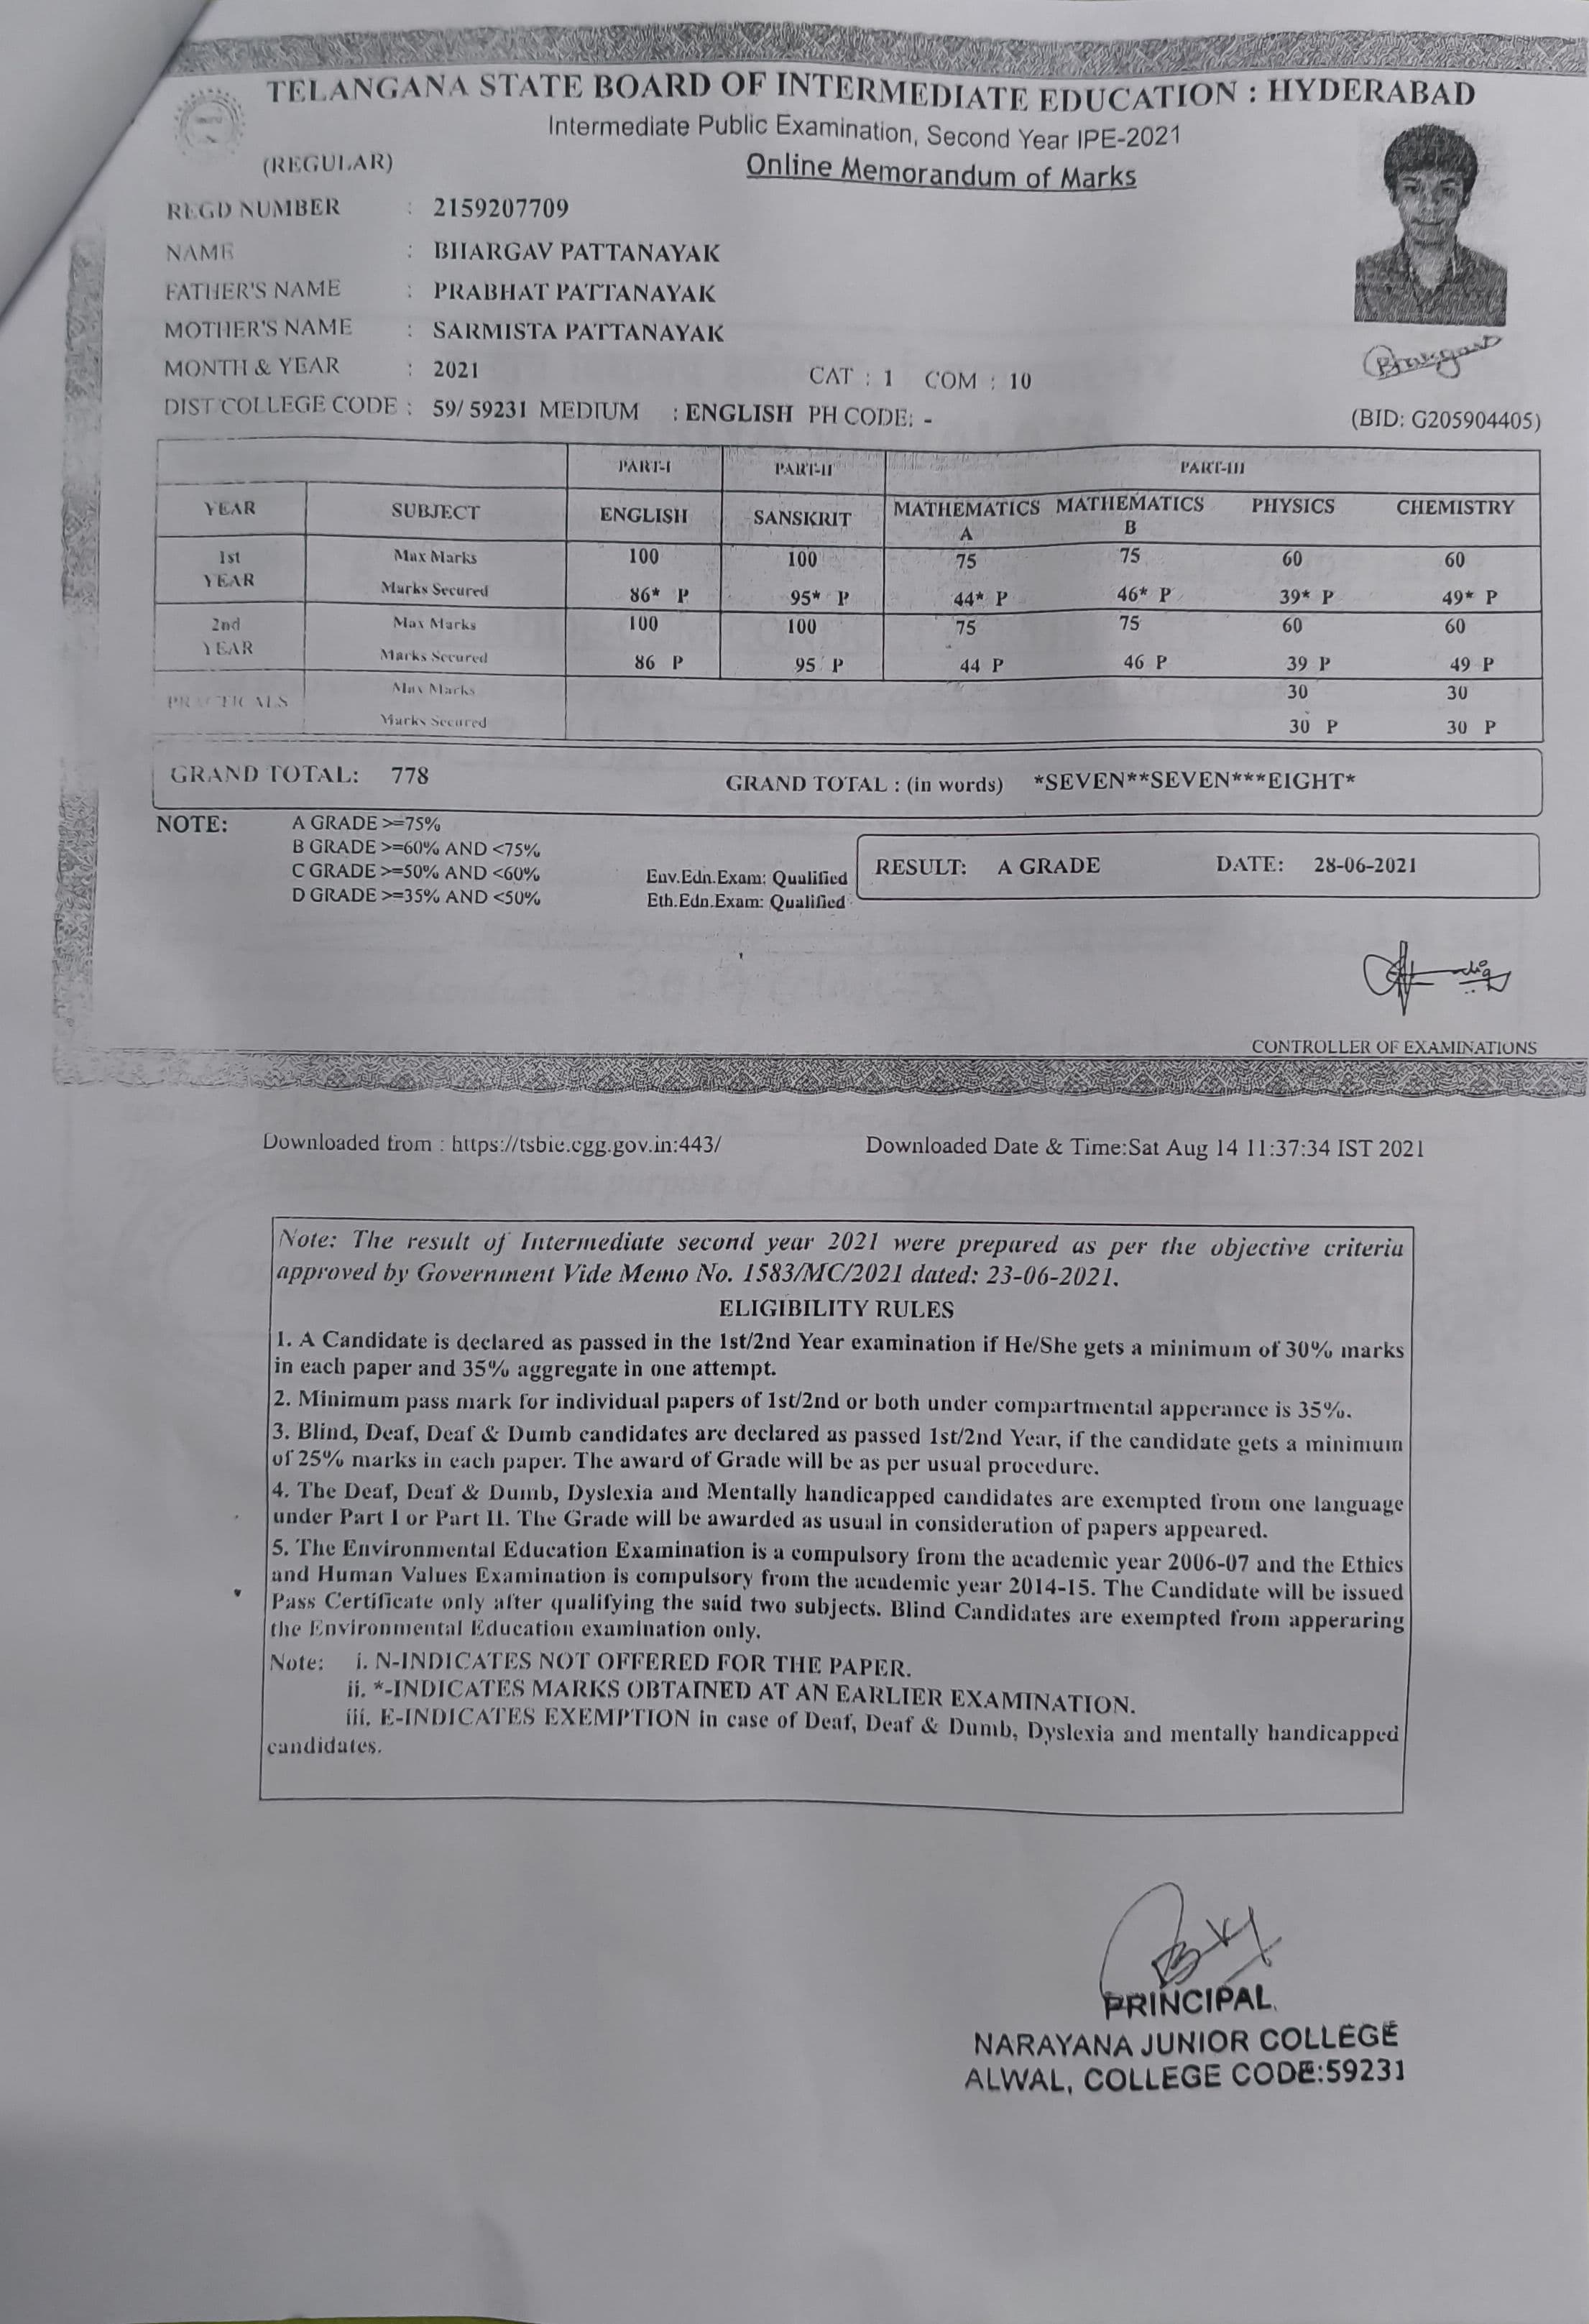 TELANGANA STATE BOARD OF INTERMEDIATE EDUCATION : HYDERABAD
Intermediate Public Examination, Second Year IPE-2021
(REGULAR)
Online Memorandum of Marks
REGD NUMBER : 2159207709
NAME : BHARGAV PATTANAYAK
FATHER'S NAME : PRABHAT PATTANAYAK
MOTHER'S NAME : SARMISTA PATTANAYAK
Bhargav
MONTH & YEAR : 2021 CAT : 1 COM : 10
DIST/COLLEGE CODE : 59/ 59231 MEDIUM : ENGLISH PH CODE: - (BID: G205904405)
PART-I PART-II PART-III
YEAR SUBJECT ENGLISH SANSKRIT MATHEMATICS A MATHEMATICS B PHYSICS CHEMISTRY
1st YEAR Max Marks 100 100 75 75 60 60
Marks Secured 86* P 95* P 44* P 46* P 39* P 49* P
2nd YEAR Max Marks 100 100 75 75 60 60
Marks Secured 86 P 95 P 44 P 46 P 39 P 49 P
PRACTICALS Max Marks 30 30
Marks Secured 30 P 30 P
GRAND TOTAL: 778 GRAND TOTAL : (in words) *SEVEN**SEVEN***EIGHT*
NOTE: A GRADE >=75%
B GRADE >=60% AND <75%
C GRADE >=50% AND <60%
D GRADE >=35% AND <50%
Env.Edn.Exam: Qualified
Eth.Edn.Exam: Qualified
RESULT: A GRADE DATE: 28-06-2021
CONTROLLER OF EXAMINATIONS
Downloaded from : https://tsbie.cgg.gov.in:443/ Downloaded Date & Time:Sat Aug 14 11:37:34 IST 2021
Note: The result of Intermediate second year 2021 were prepared as per the objective criteria
approved by Government Vide Memo No. 1583/MC/2021 dated: 23-06-2021.
ELIGIBILITY RULES
1. A Candidate is declared as passed in the 1st/2nd Year examination if He/She gets a minimum of 30% marks
in each paper and 35% aggregate in one attempt.
2. Minimum pass mark for individual papers of 1st/2nd or both under compartmental apperance is 35%.
3. Blind, Deaf, Deaf & Dumb candidates are declared as passed 1st/2nd Year, if the candidate gets a minimum
of 25% marks in each paper. The award of Grade will be as per usual procedure.
4. The Deaf, Deaf & Dumb, Dyslexia and Mentally handicapped candidates are exempted from one language
under Part I or Part II. The Grade will be awarded as usual in consideration of papers appeared.
5. The Environmental Education Examination is a compulsory from the academic year 2006-07 and the Ethics
and Human Values Examination is compulsory from the academic year 2014-15. The Candidate will be issued
Pass Certificate only after qualifying the said two subjects. Blind Candidates are exempted from apperaring
the Environmental Education examination only.
Note: i. N-INDICATES NOT OFFERED FOR THE PAPER.
ii. *-INDICATES MARKS OBTAINED AT AN EARLIER EXAMINATION.
iii. E-INDICATES EXEMPTION in case of Deaf, Deaf & Dumb, Dyslexia and mentally handicapped
candidates.
PRINCIPAL
NARAYANA JUNIOR COLLEGE
ALWAL, COLLEGE CODE:59231